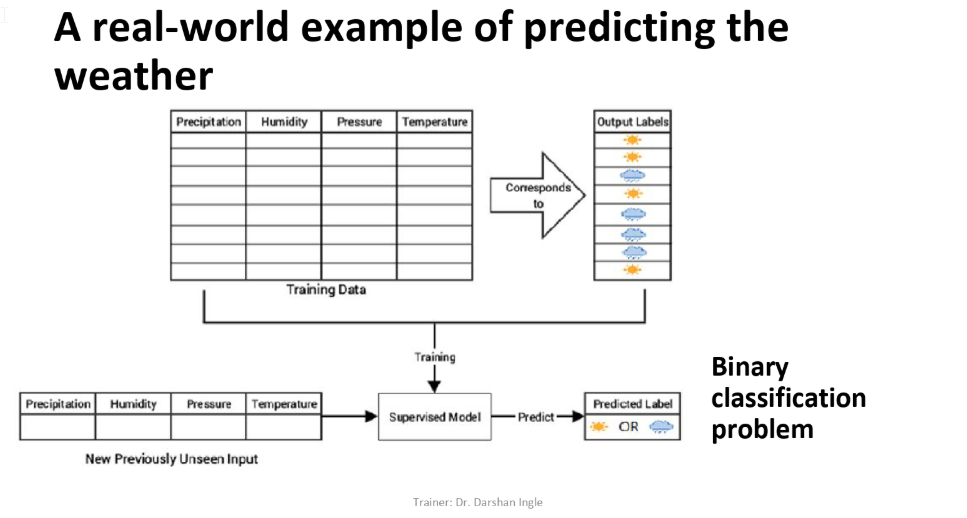 A real-world example of predicting the
weather
Precipitation Humidity Pressure Temperature
Output Labels
Corresponds
to
Training Data
Training
Precipitation Humidity Pressure Temperature
Supervised Model
Predict
Predicted Label
OR
New Previously Unseen Input
Binary
classification
problem
Trainer: Dr. Darshan Ingle